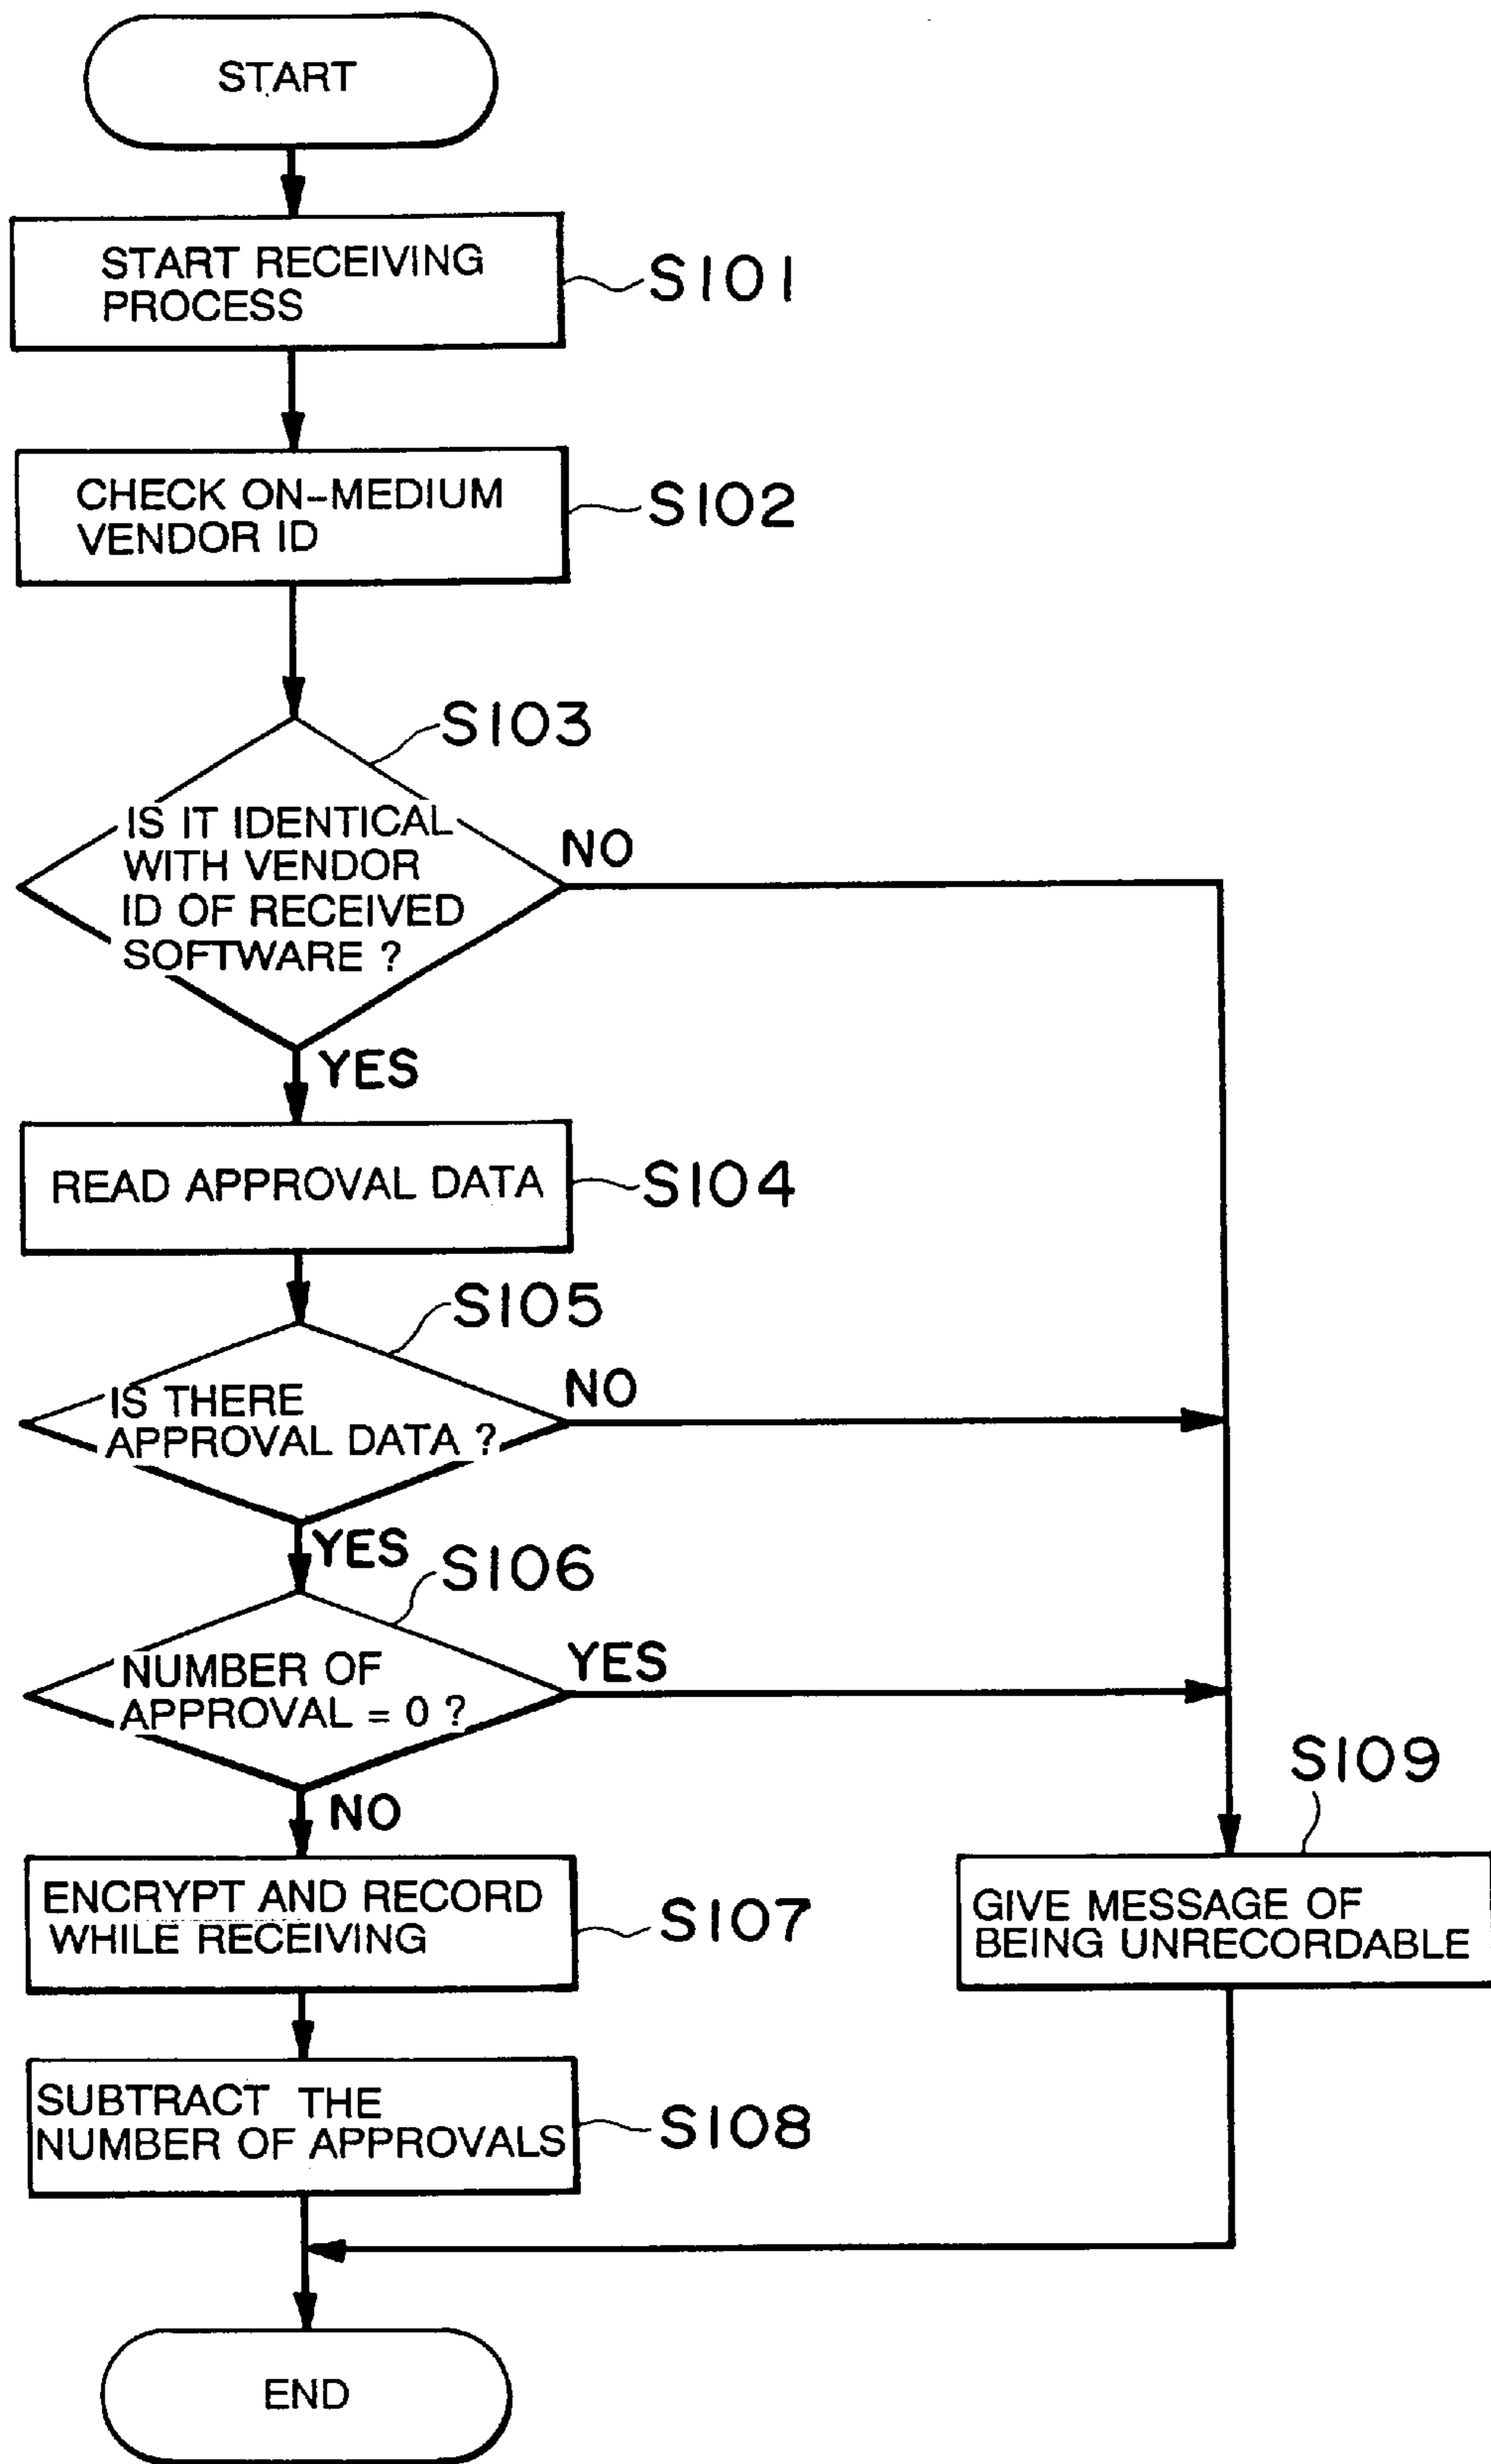 START
START RECEIVING
PROCESS
S101
CHECK ON-MEDIUM
VENDOR ID
S102
S103
IS IT IDENTICAL
WITH VENDOR
ID OF RECEIVED
SOFTWARE ?
NO
YES
READ APPROVAL DATA
S104
S105
IS THERE
APPROVAL DATA ?
NO
YES
S106
NUMBER OF
APPROVAL = 0 ?
YES
NO
S109
ENCRYPT AND RECORD
WHILE RECEIVING
S107
GIVE MESSAGE OF
BEING UNRECORDABLE
SUBTRACT THE
NUMBER OF APPROVALS
S108
END